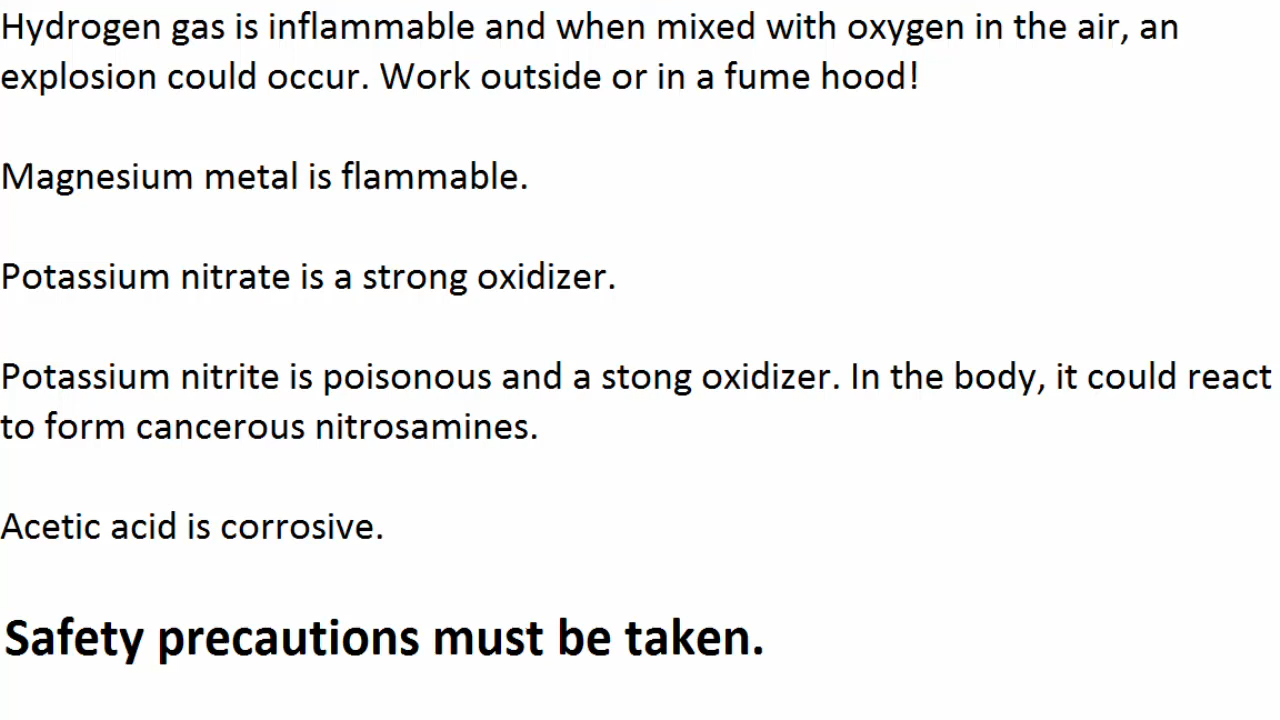 Hydrogen gas is inflammable and when mixed with oxygen in the air, an
explosion could occur. Work outside or in a fume hood!
Magnesium metal is flammable.
Potassium nitrate is a strong oxidizer.
Potassium nitrite is poisonous and a stong oxidizer. In the body, it could react
to form cancerous nitrosamines.
Acetic acid is corrosive.
Safety precautions must be taken.